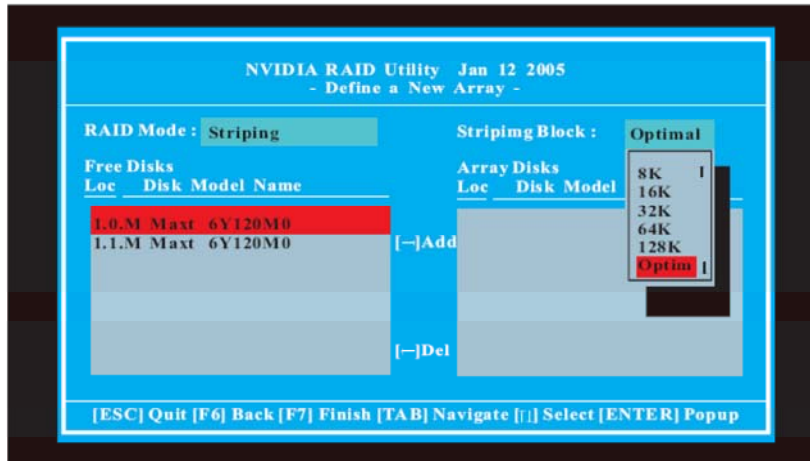 NVIDIA RAID Utility Jan 12 2005
- Define a New Array -
RAID Mode : Striping
Stripimg Block : Optimal
Free Disks
Loc Disk Model Name
Array Disks
Loc Disk Model
8K
16K
32K
64K
128K
Optim
1.0.M Maxt 6Y120M0
1.1.M Maxt 6Y120M0
[—]Add
[—]Del
[ESC] Quit [F6] Back [F7] Finish [TAB] Navigate [] Select [ENTER] Popup